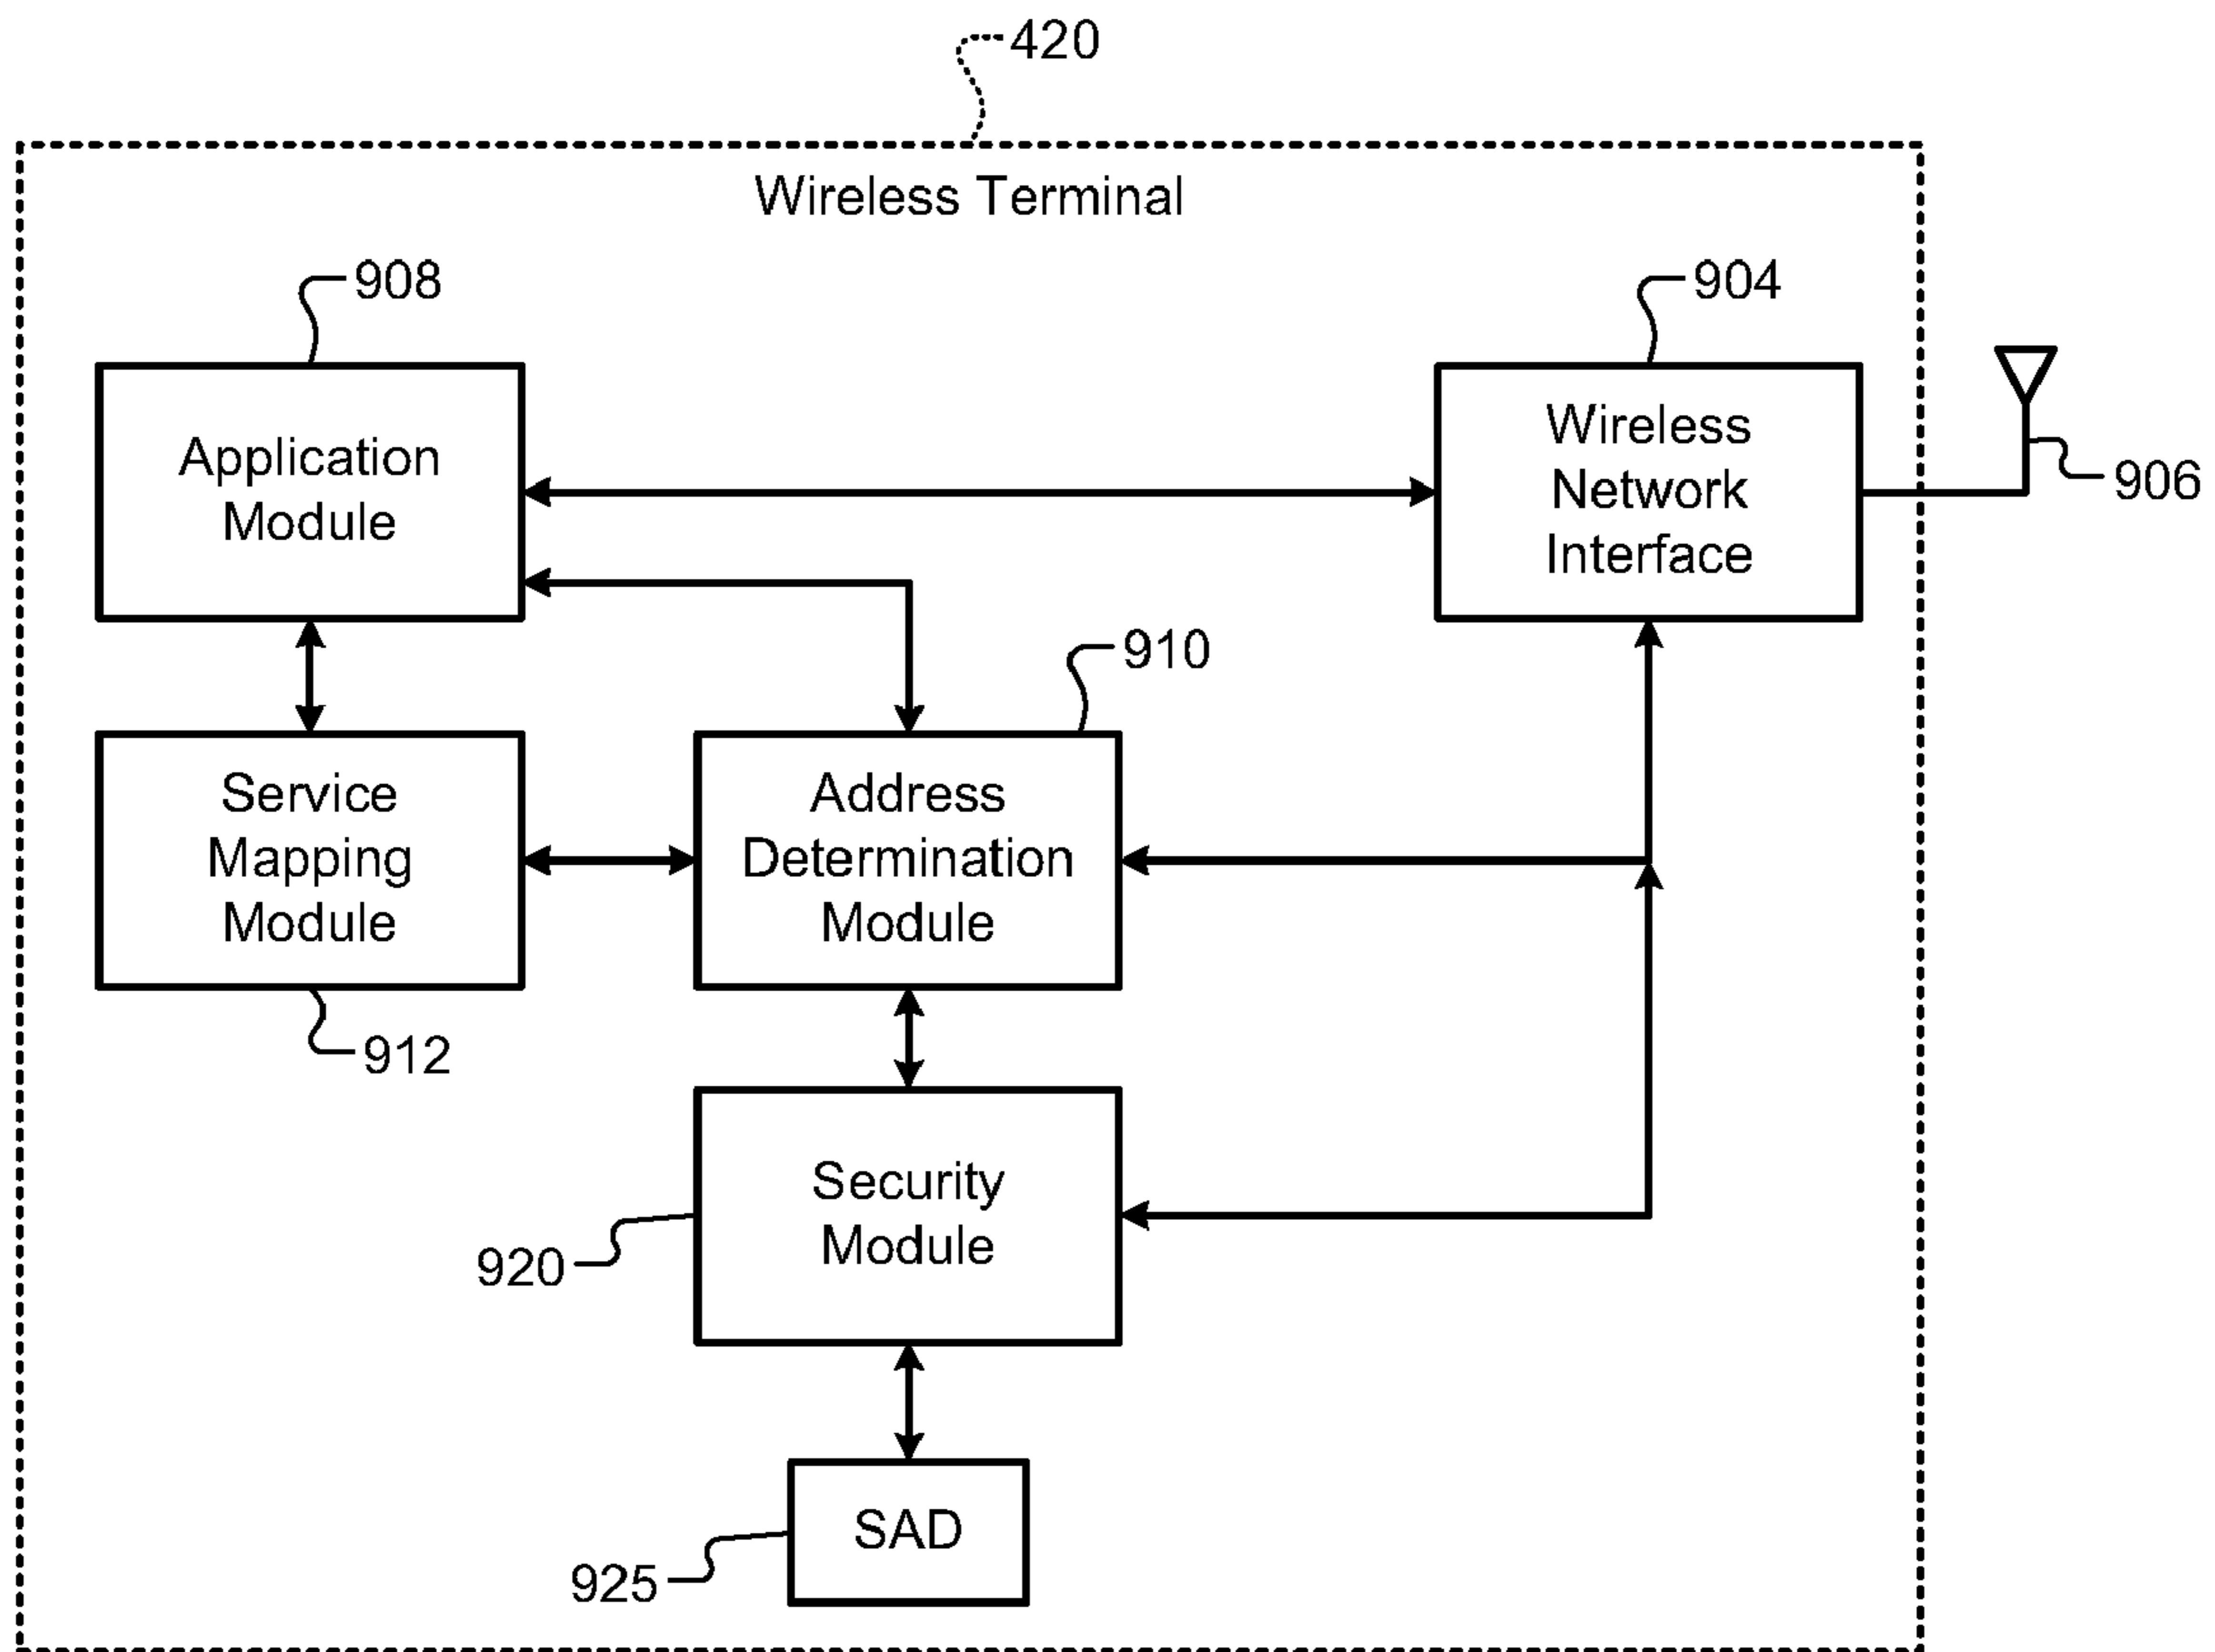 420
Wireless Terminal
908
904
Application
Module
Wireless
Network
Interface
906
910
Service
Mapping
Module
Address
Determination
Module
912
Security
Module
920
SAD
925